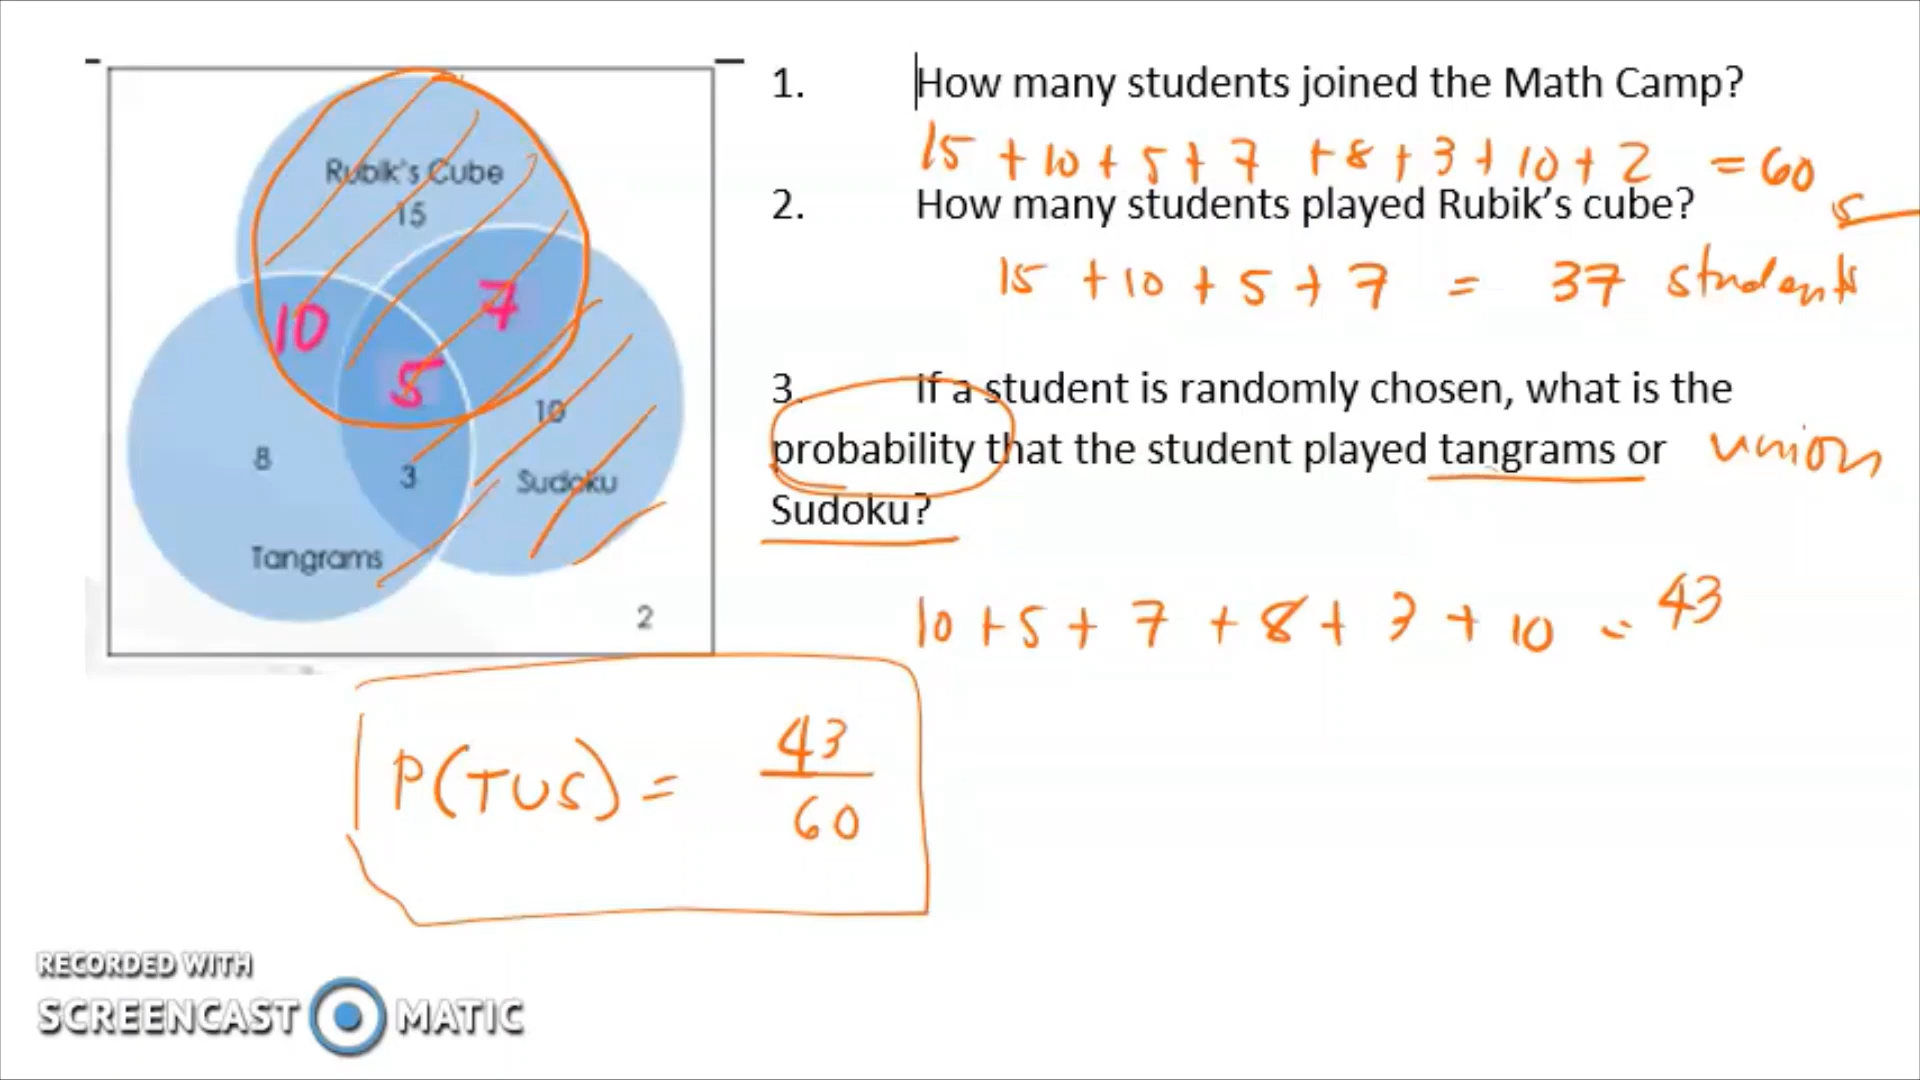 Rubik's Cube
15
10
7
5
10
8
3
Sudoku
Tangrams
2
1. How many students joined the Math Camp?
15 + 10 + 5 + 7 + 8 + 3 + 10 + 2 = 60
s
2. How many students played Rubik's cube?
15 + 10 + 5 + 7 = 37 students
3. If a student is randomly chosen, what is the
probability that the student played tangrams or union
Sudoku?
10 + 5 + 7 + 8 + 3 + 10 = 43
P(TUS) = 43
60
RECORDED WITH
SCREENCAST MATIC